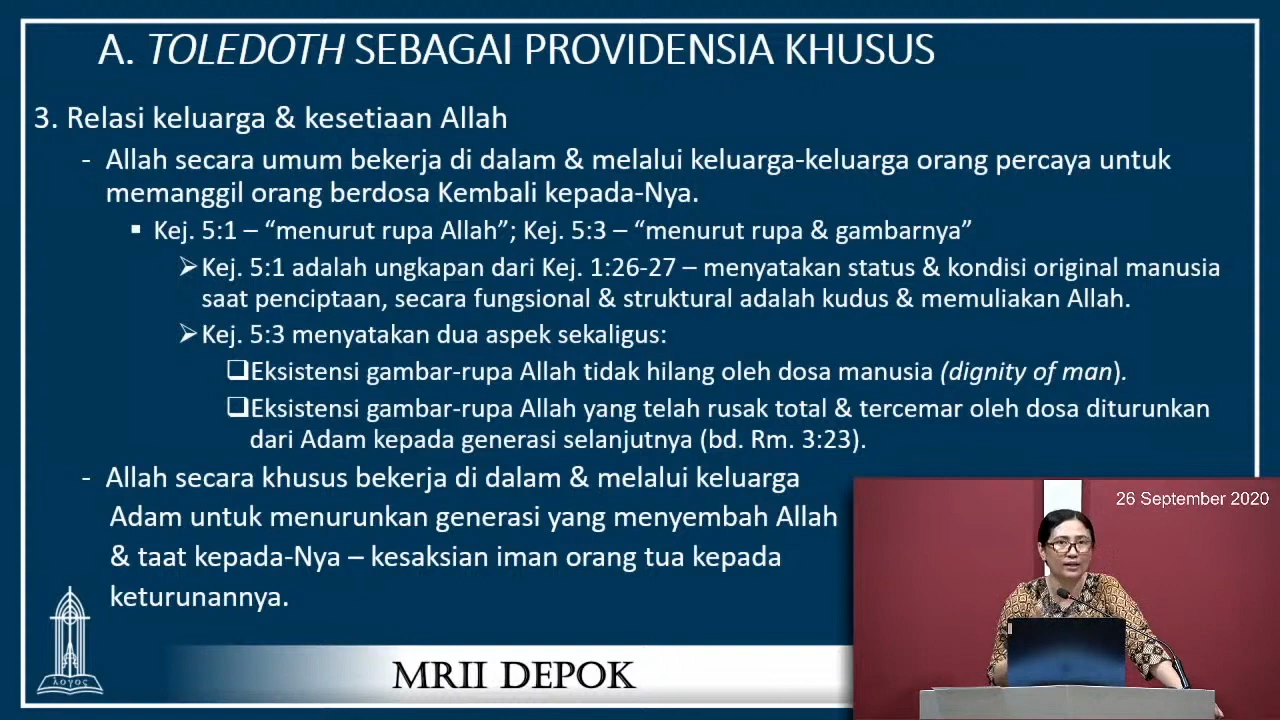 A. TOLEDOTH SEBAGAI PROVIDENSIA KHUSUS
3. Relasi keluarga & kesetiaan Allah
- Allah secara umum bekerja di dalam & melalui keluarga-keluarga orang percaya untuk
memanggil orang berdosa Kembali kepada-Nya.
▪ Kej. 5:1 – “menurut rupa Allah”; Kej. 5:3 – “menurut rupa & gambarnya”
➢Kej. 5:1 adalah ungkapan dari Kej. 1:26-27 – menyatakan status & kondisi original manusia
saat penciptaan, secara fungsional & struktural adalah kudus & memuliakan Allah.
➢Kej. 5:3 menyatakan dua aspek sekaligus:
❑Eksistensi gambar-rupa Allah tidak hilang oleh dosa manusia (dignity of man).
❑Eksistensi gambar-rupa Allah yang telah rusak total & tercemar oleh dosa diturunkan
dari Adam kepada generasi selanjutnya (bd. Rm. 3:23).
- Allah secara khusus bekerja di dalam & melalui keluarga
Adam untuk menurunkan generasi yang menyembah Allah
& taat kepada-Nya – kesaksian iman orang tua kepada
keturunannya.
26 September 2020
λογος
MRII DEPOK